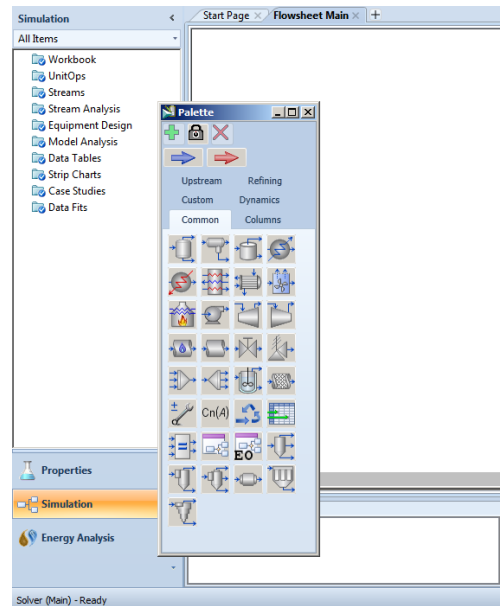 Simulation
Start Page
Flowsheet Main
All Items
Workbook
UnitOps
Streams
Stream Analysis
Equipment Design
Model Analysis
Data Tables
Strip Charts
Case Studies
Data Fits
Palette
Upstream Refining
Custom Dynamics
Common Columns
Cn(A)
EO
Properties
Simulation
Energy Analysis
Solver (Main) - Ready